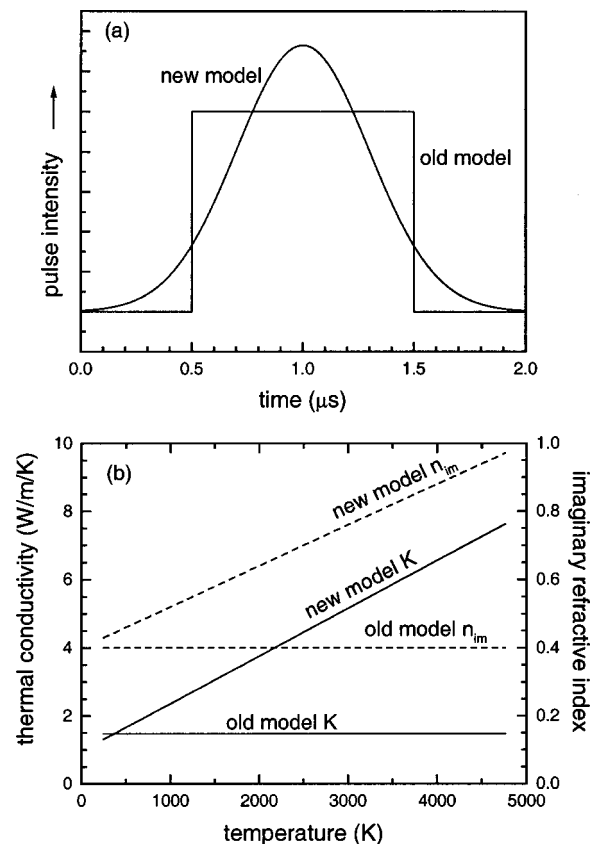 (a)
new model
old model
pulse intensity
0.0 0.5 1.0 1.5 2.0
time (μs)
(b)
10 1.0
8 0.8
6 0.6
4 0.4
2 0.2
0 0.0
thermal conductivity (W/m/K)
imaginary refractive index
new model n_im
new model K
old model n_im
old model K
0 1000 2000 3000 4000 5000
temperature (K)